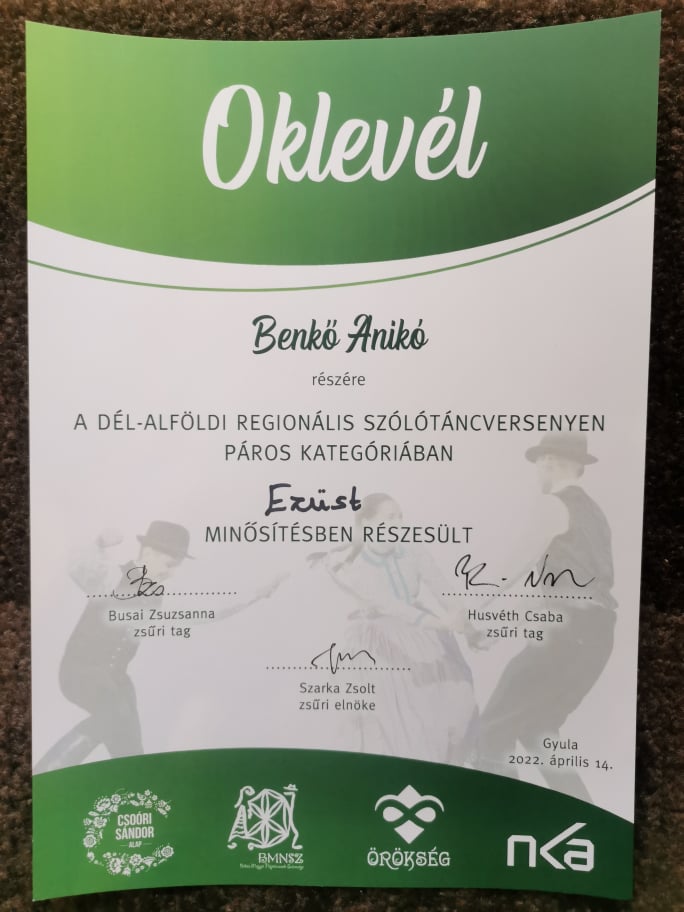 Oklevél
Benkő Anikó
részére
A DÉL-ALFÖLDI REGIONÁLIS SZÓLÓTÁNCVERSENYEN
PÁROS KATEGÓRIÁBAN
Ezüst
MINŐSÍTÉSBEN RÉSZESÜLT
Busai Zsuzsanna
zsűri tag
Husvéth Csaba
zsűri tag
Szarka Zsolt
zsűri elnöke
Gyula
2022. április 14.
CSOÓRI
SÁNDOR
ALAP
BMNSZ
ÖRÖKSÉG
nka